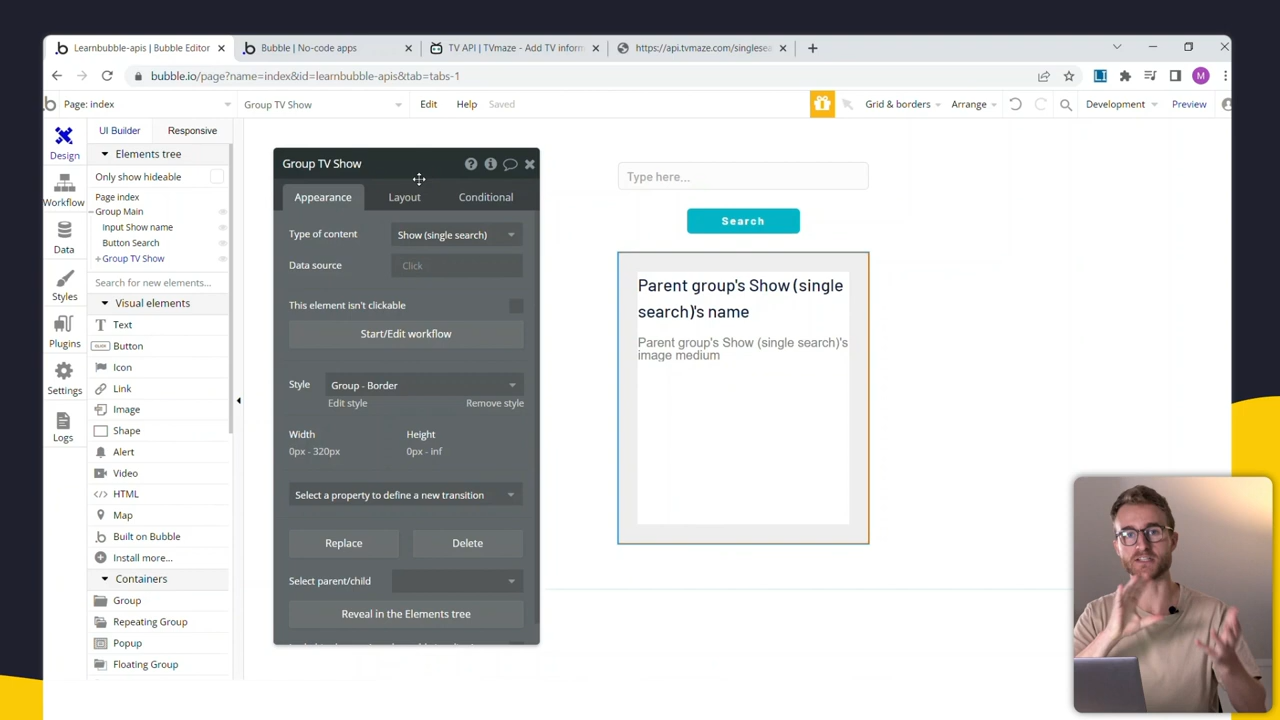 Learnbubble-apis | Bubble Editor
Bubble | No-code apps
TV API | TVmaze - Add TV inform
https://api.tvmaze.com/singlesea
bubble.io/page?name=index&id=learnbubble-apis&tab=tabs-1
M
Page: index
Group TV Show
Edit
Help
Saved
Grid & borders
Arrange
Development
Preview
Design
Workflow
Data
Styles
Plugins
Settings
Logs
UI Builder
Responsive
Elements tree
Only show hideable
Page index
Group Main
Input Show name
Button Search
Group TV Show
Search for new elements...
Visual elements
Text
Button
Icon
Link
Image
Shape
Alert
Video
HTML
Map
Built on Bubble
Install more...
Containers
Group
Repeating Group
Popup
Floating Group
Group TV Show
Appearance
Layout
Conditional
Type of content
Show (single search)
Data source
Click
This element isn't clickable
Start/Edit workflow
Style
Group - Border
Edit style
Remove style
Width
Height
0px - 320px
0px - inf
Select a property to define a new transition
Replace
Delete
Select parent/child
Reveal in the Elements tree
Type here...
Search
Parent group's Show (single
search)'s name
Parent group's Show (single search)'s
image medium